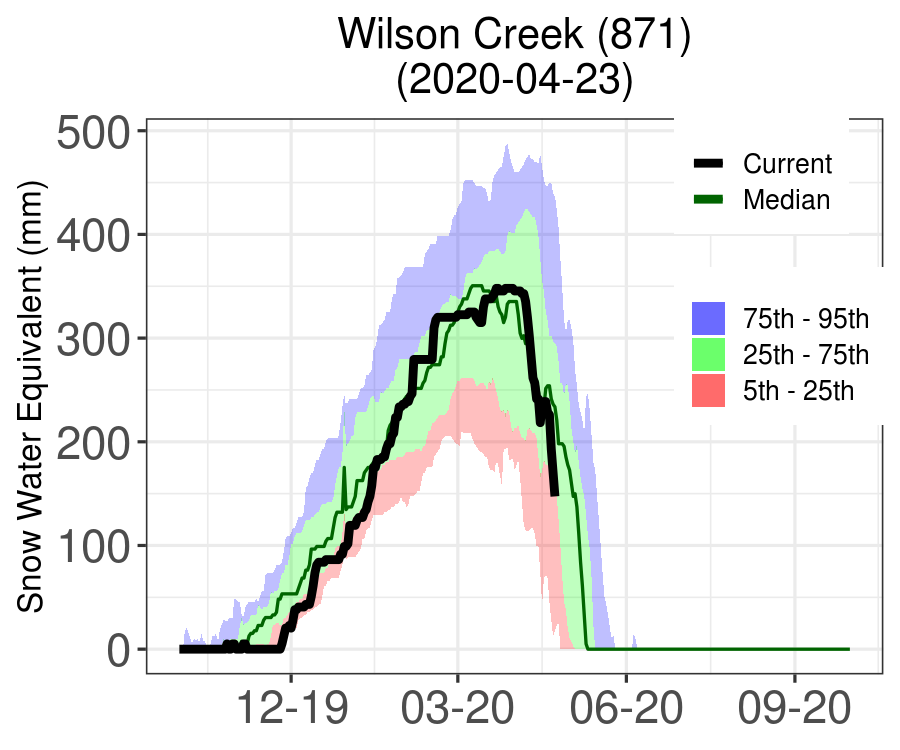 Wilson Creek (871)
(2020-04-23)
Snow Water Equivalent (mm)
500
400
300
200
100
0
12-19
03-20
06-20
09-20
Current
Median
75th - 95th
25th - 75th
5th - 25th